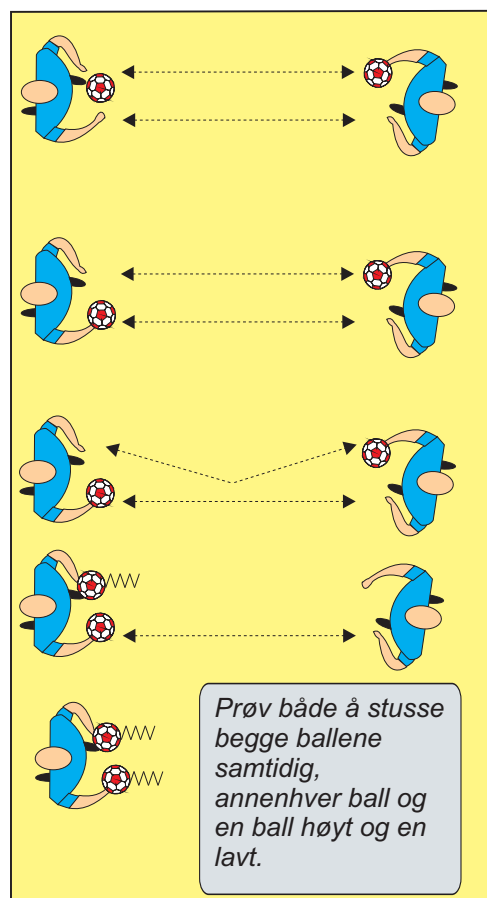 Prøv både å stusse
begge ballene
samtidig,
annenhver ball og
en ball høyt og en
lavt.